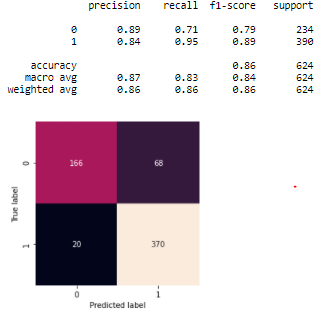 precision recall f1-score support
0 0.89 0.71 0.79 234
1 0.84 0.95 0.89 390
accuracy 0.86 624
macro avg 0.87 0.83 0.84 624
weighted avg 0.86 0.86 0.86 624
0 166 68
True label
1 20 370
0 1
Predicted label